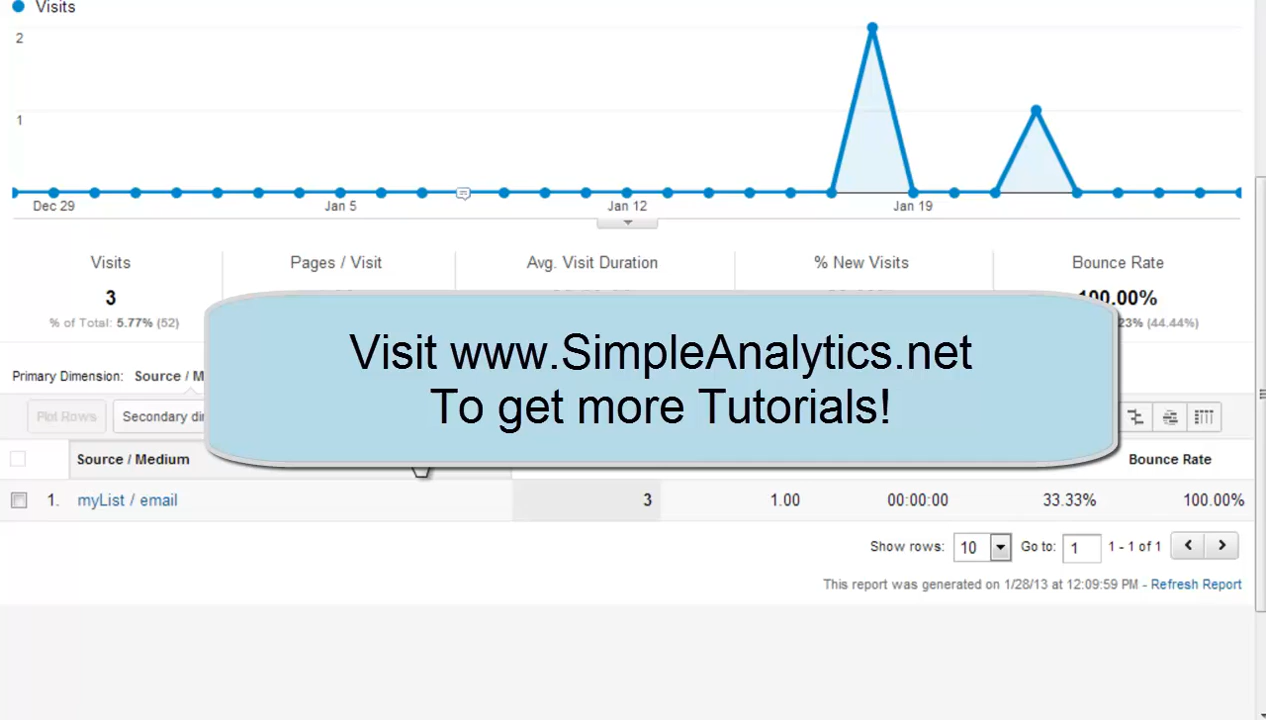 Visits
2
1
Dec 29 Jan 5 Jan 12 Jan 19
Visits Pages / Visit Avg. Visit Duration % New Visits Bounce Rate
3 100.00%
% of Total: 5.77% (52) 23% (44.44%)
Visit www.SimpleAnalytics.net
To get more Tutorials!
Primary Dimension: Source / M
Plot Rows Secondary di
Source / Medium Bounce Rate
1. myList / email 3 1.00 00:00:00 33.33% 100.00%
Show rows: 10 Go to: 1 1 - 1 of 1
This report was generated on 1/28/13 at 12:09:59 PM - Refresh Report